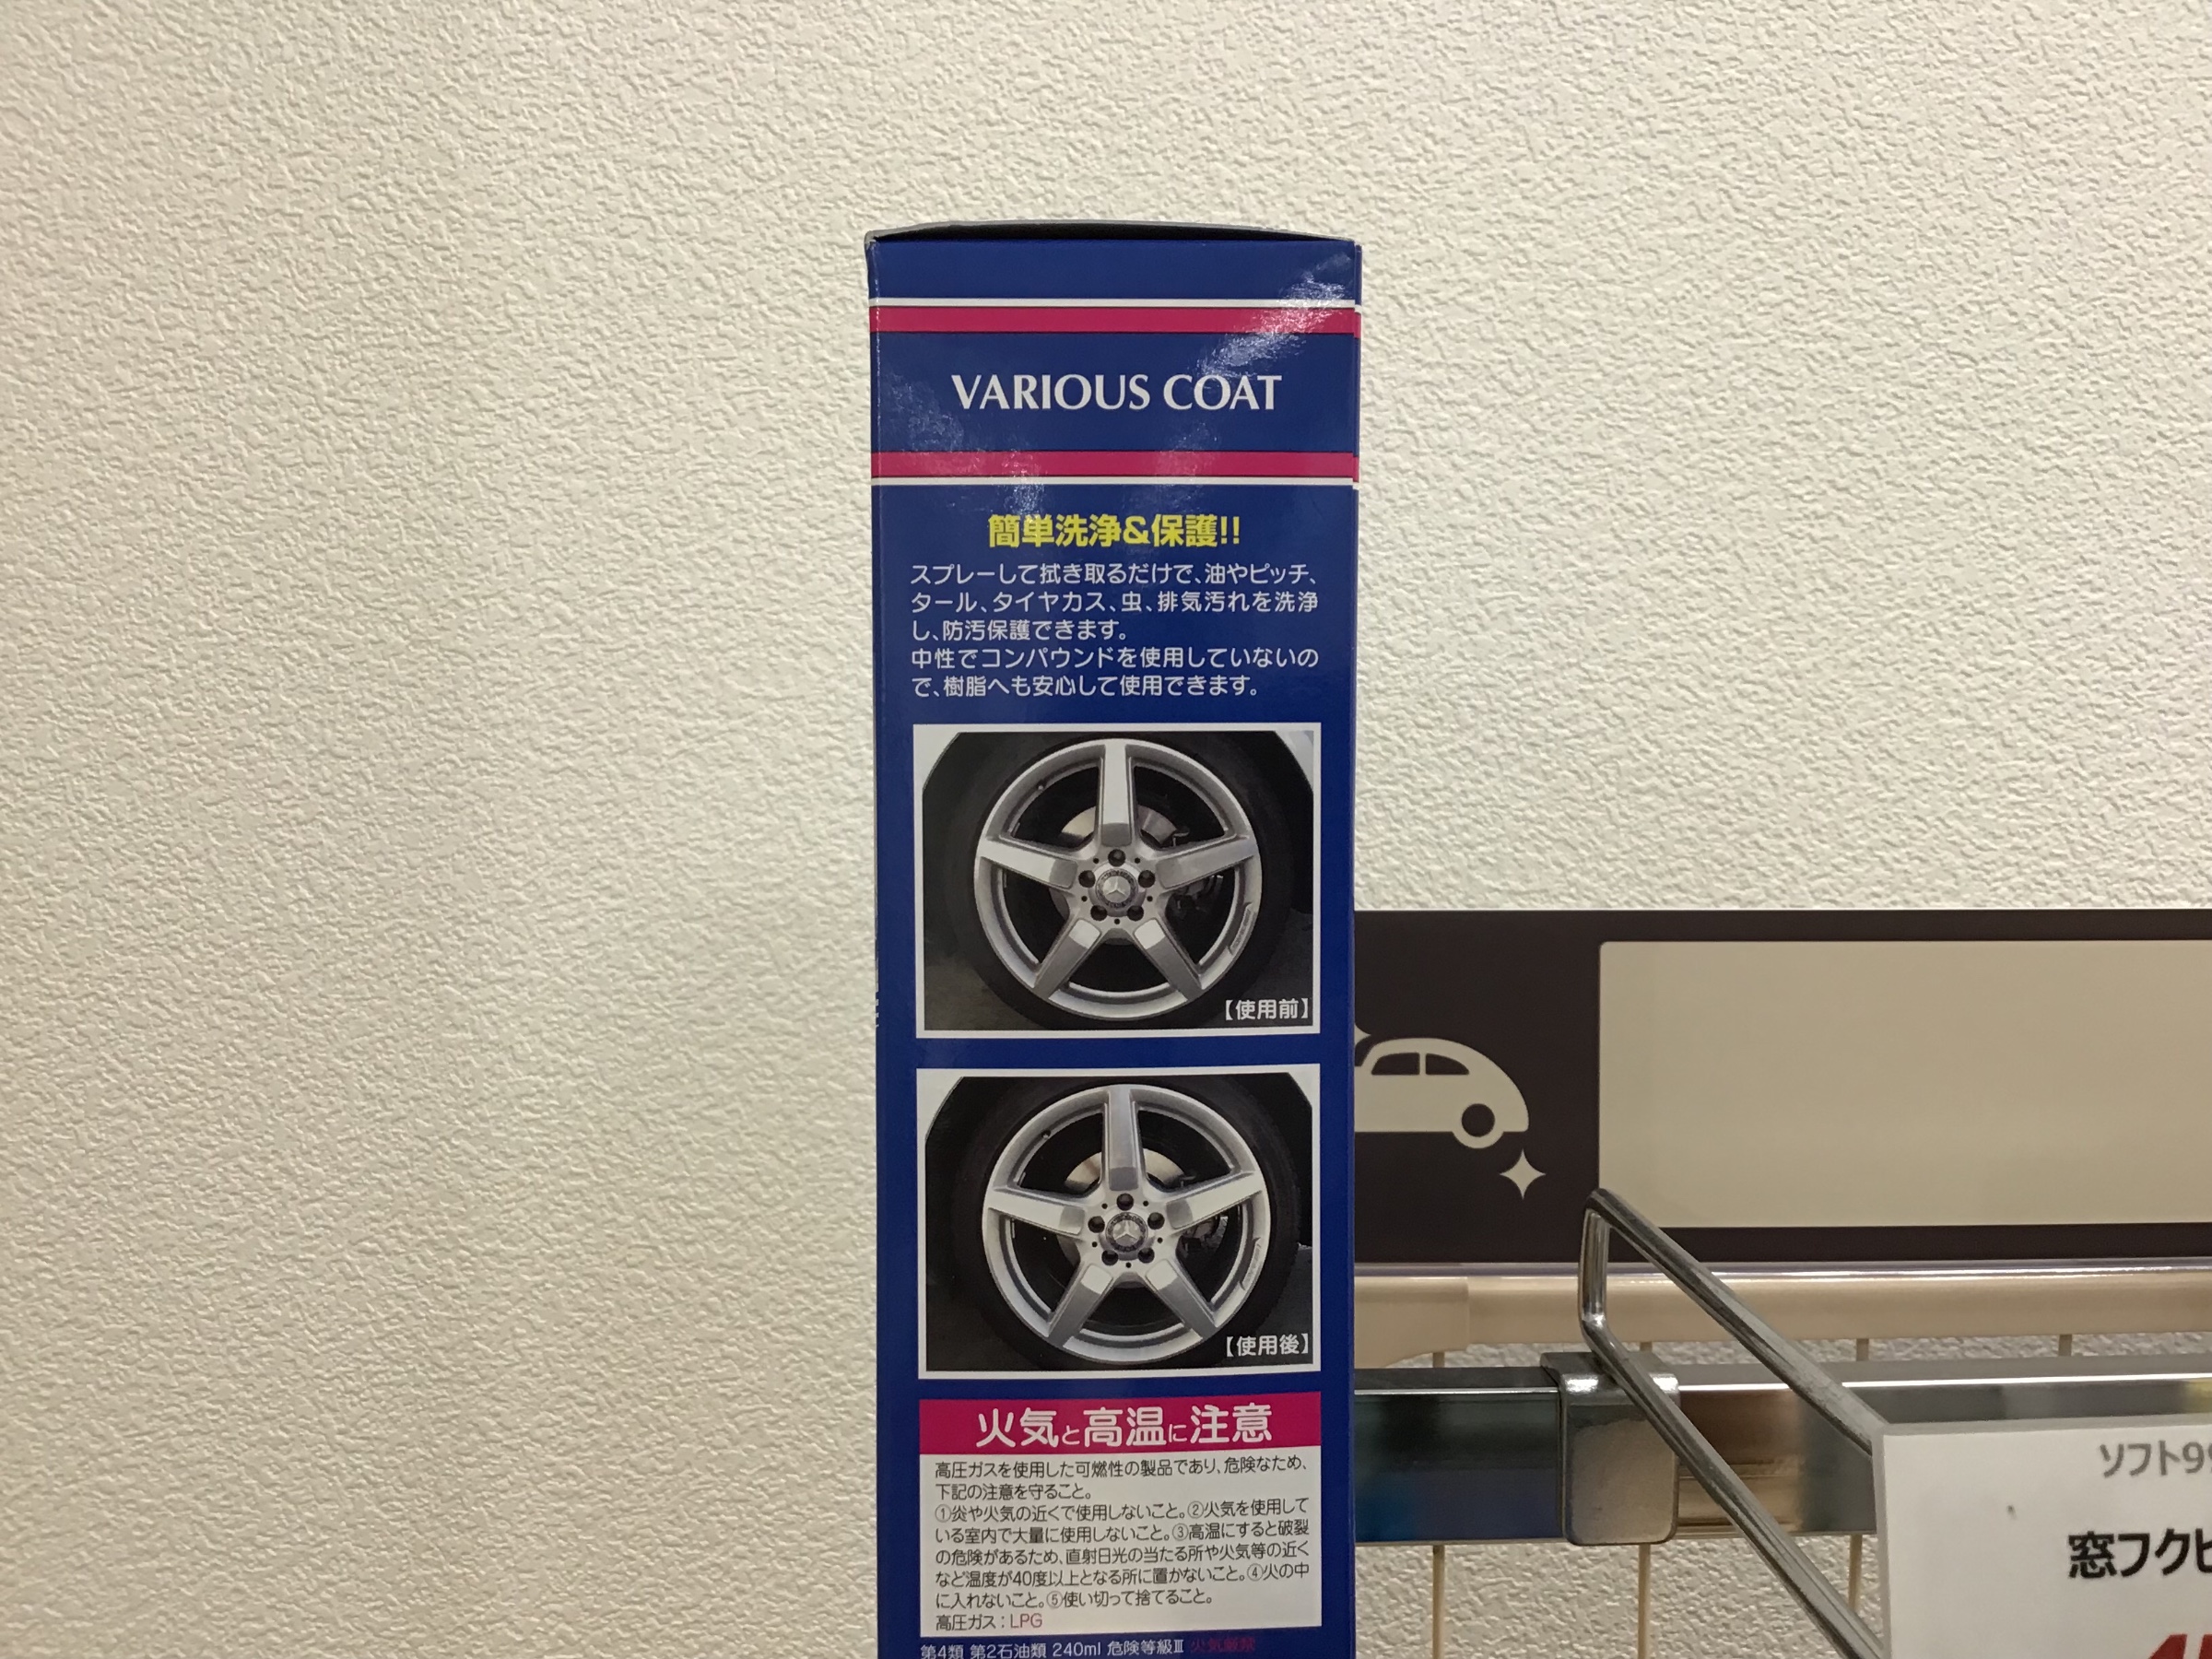 VARIOUS COAT
簡単洗浄&保護!!
スプレーして拭き取るだけで、油やピッチ、
タール、タイヤカス、虫、排気汚れを洗浄
し、防汚保護できます。
中性でコンパウンドを使用していないの
で、樹脂へも安心して使用できます。
【使用前】
【使用後】
火気と高温に注意
高圧ガスを使用した可燃性の製品であり、危険なため、
下記の注意を守ること。
①炎や火気の近くで使用しないこと。②火気を使用して
いる室内で大量に使用しないこと。③高温にすると破裂
の危険があるため、直射日光の当たる所や火気等の近く
など温度が40度以上となる所に置かないこと。④火の中
に入れないこと。⑤使い切って捨てること。
高圧ガス:LPG
第4類 第2石油類 240ml 危険等級Ⅲ 火気厳禁
ソフト99
窓フクピ